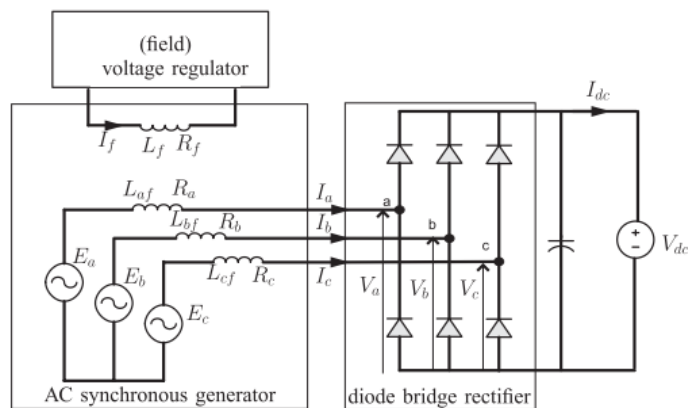 (field)
voltage regulator
I_f
L_f R_f
I_dc
L_af R_a
I_a
a
L_bf R_b
I_b
b
L_cf R_c
I_c
c
E_a
E_b
E_c
V_a
V_b
V_c
+
-
V_dc
AC synchronous generator
diode bridge rectifier